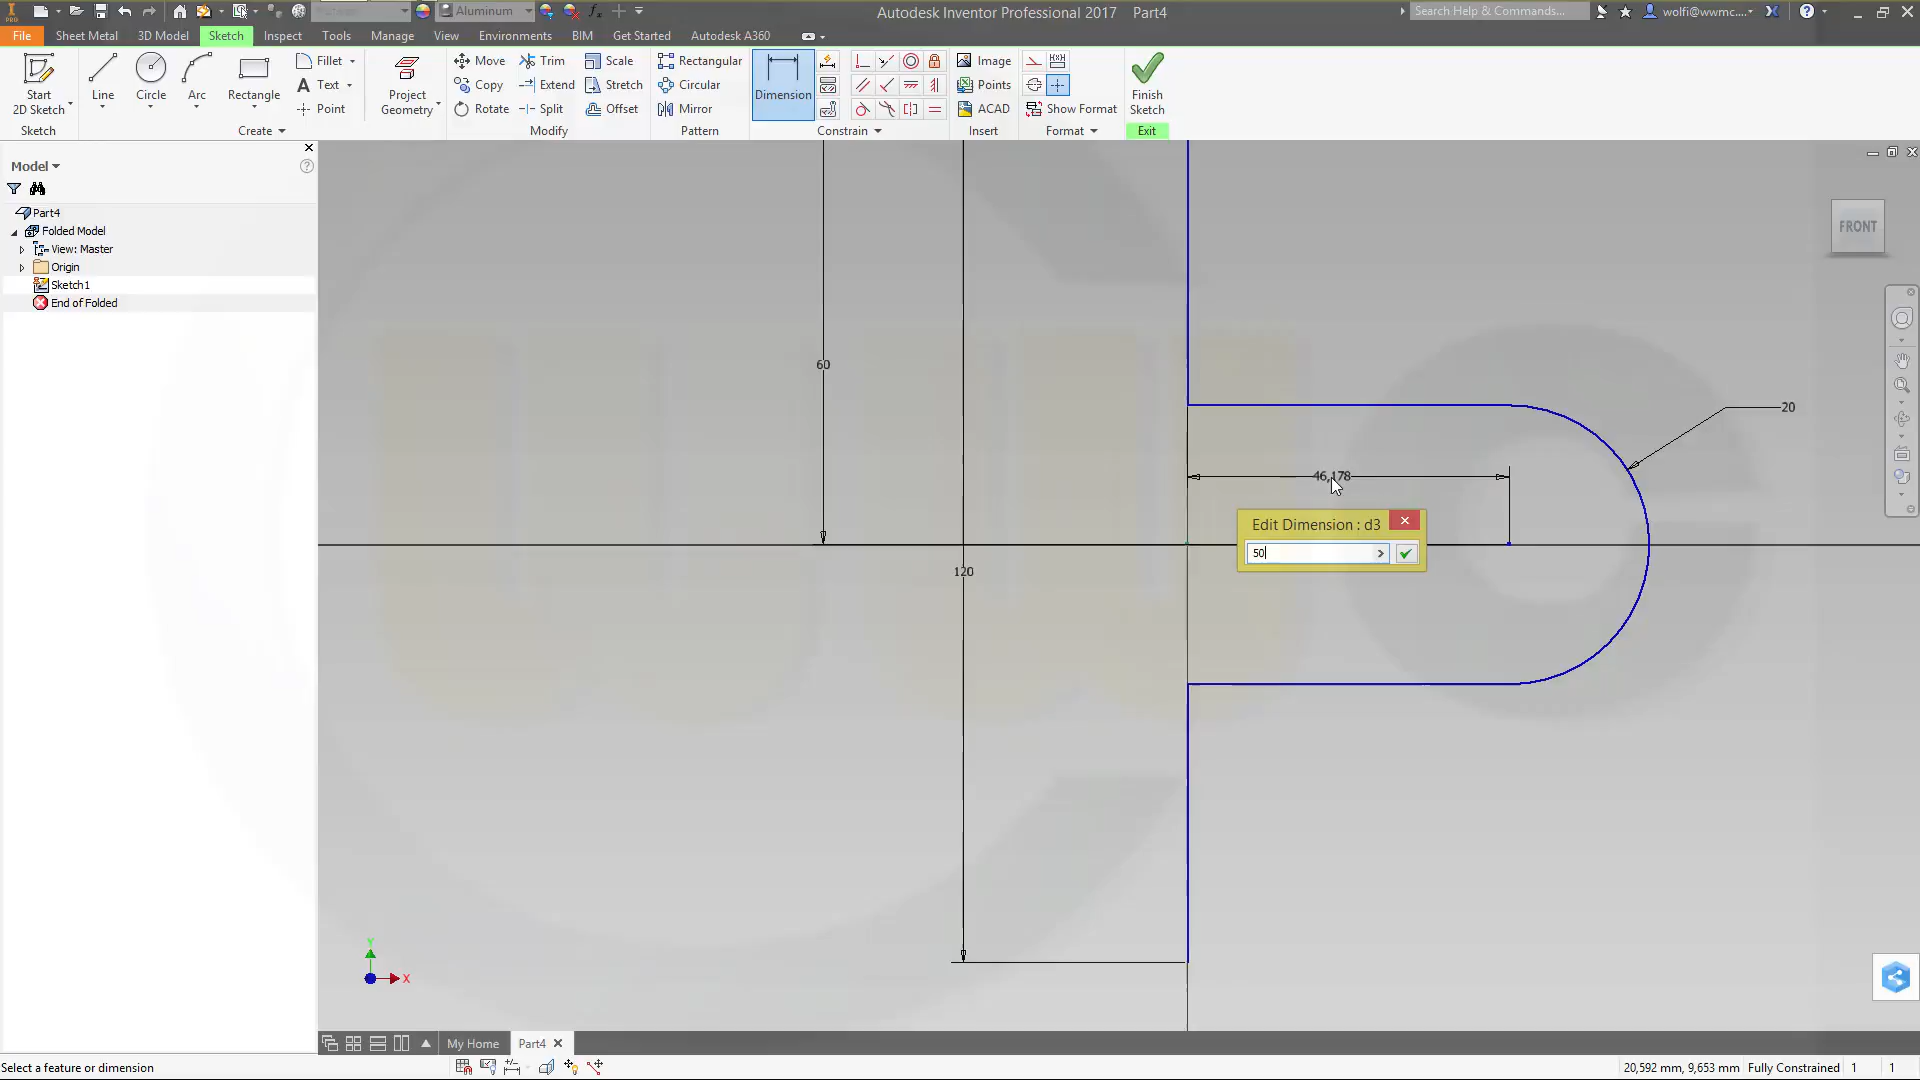 Aluminum
Autodesk Inventor Professional 2017 Part4
Search Help & Commands...
wolfi@wwmc....
File
Sheet Metal
3D Model
Sketch
Inspect
Tools
Manage
View
Environments
BIM
Get Started
Autodesk A360
Start
2D Sketch
Line
Circle
Arc
Rectangle
Fillet
Text
Point
Project
Geometry
Move
Copy
Rotate
Trim
Extend
Split
Scale
Stretch
Offset
Rectangular
Circular
Mirror
Dimension
Image
Points
ACAD
Show Format
Finish
Sketch
Sketch
Create
Modify
Pattern
Constrain
Insert
Format
Exit
Model
Part4
Folded Model
View: Master
Origin
Sketch1
End of Folded
FRONT
60
20
46,178
Edit Dimension : d3
50
120
Y
X
My Home
Part4
Select a feature or dimension
20,592 mm, 9,653 mm
Fully Constrained
1
1